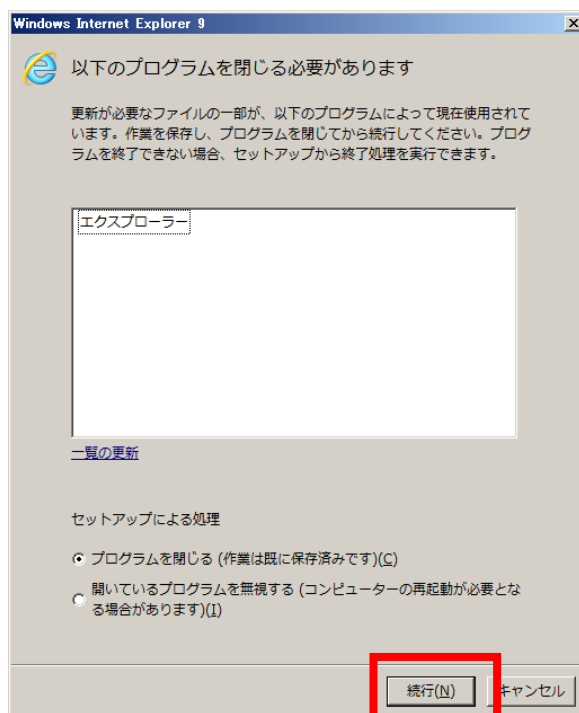 Windows Internet Explorer 9
以下のプログラムを閉じる必要があります
更新が必要なファイルの一部が、以下のプログラムによって現在使用されて
います。作業を保存し、プログラムを閉じてから続行してください。プログ
ラムを終了できない場合、セットアップから終了処理を実行できます。
エクスプローラー
一覧の更新
セットアップによる処理
プログラムを閉じる (作業は既に保存済みです)(C)
開いているプログラムを無視する (コンピューターの再起動が必要とな
る場合があります)(I)
続行(N) キャンセル